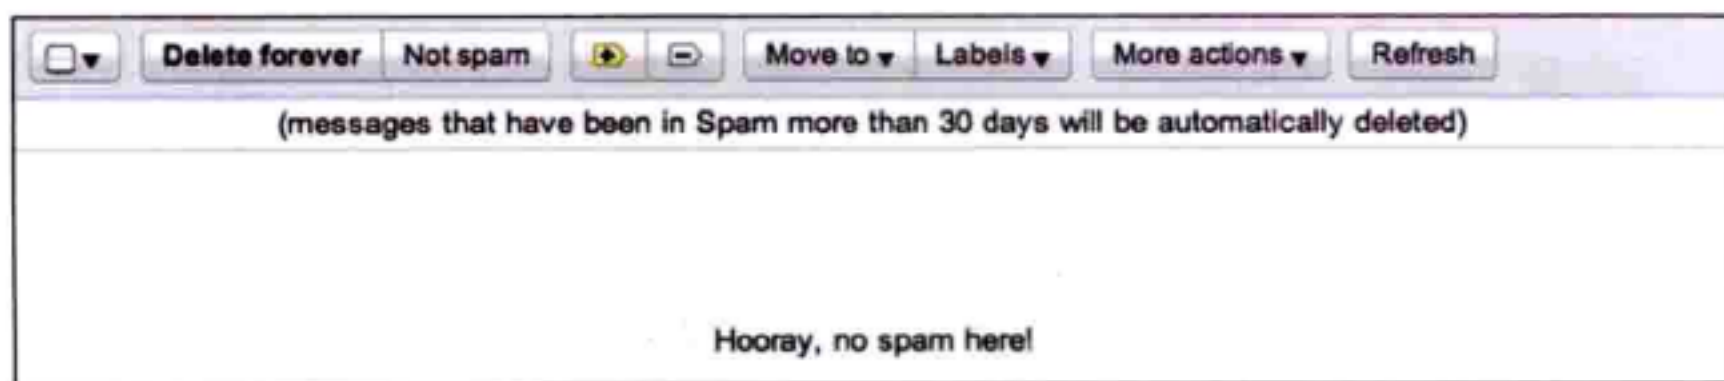 Delete forever Not spam Move to Labels More actions Refresh
(messages that have been in Spam more than 30 days will be automatically deleted)
Hooray, no spam here!